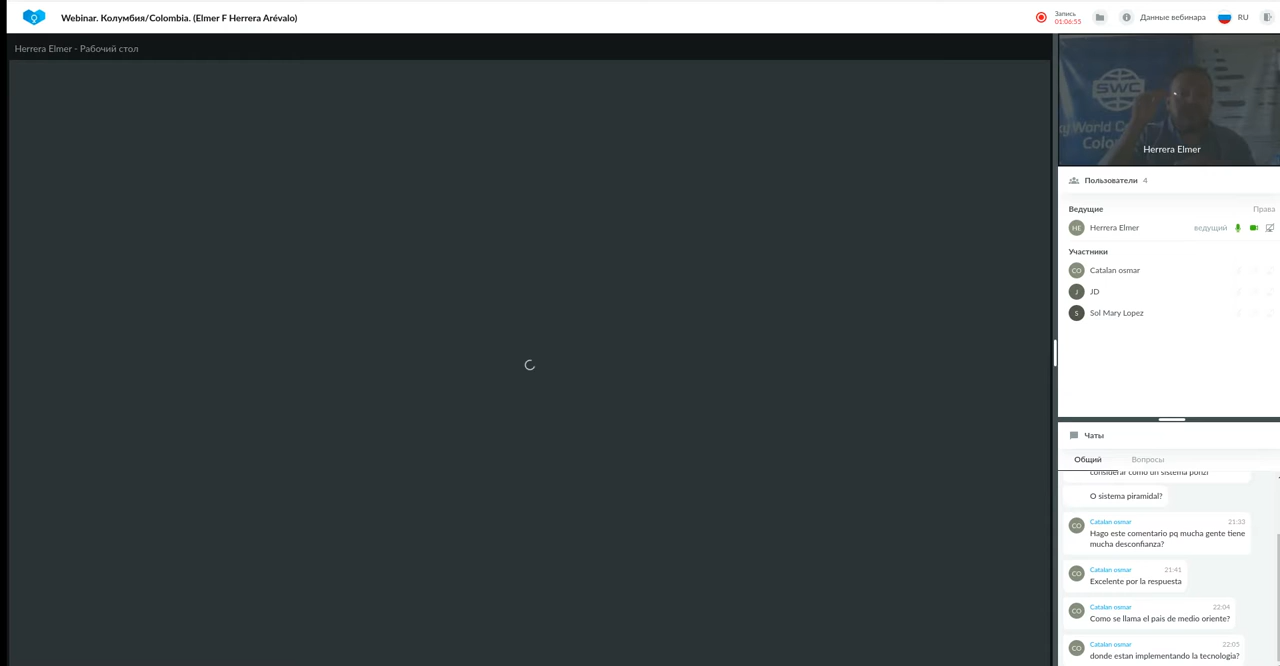 Webinar. Колумбия/Colombia. (Elmer F Herrera Arévalo)
Запись
01:06:55
Данные вебинара
RU
Herrera Elmer - Рабочий стол
SWC
World C
Colo
Herrera Elmer
Пользователи 4
Ведущие Права
HE Herrera Elmer ведущий
Участники
CO Catalan osmar
J JD
S Sol Mary Lopez
Чаты
Общий Вопросы
considerar como un sistema ponzi
O sistema piramidal?
Catalan osmar 21:33
CO Hago este comentario pq mucha gente tiene
mucha desconfianza?
Catalan osmar 21:41
CO Excelente por la respuesta
Catalan osmar 22:04
CO Como se llama el pais de medio oriente?
Catalan osmar 22:05
CO donde estan implementando la tecnologia?